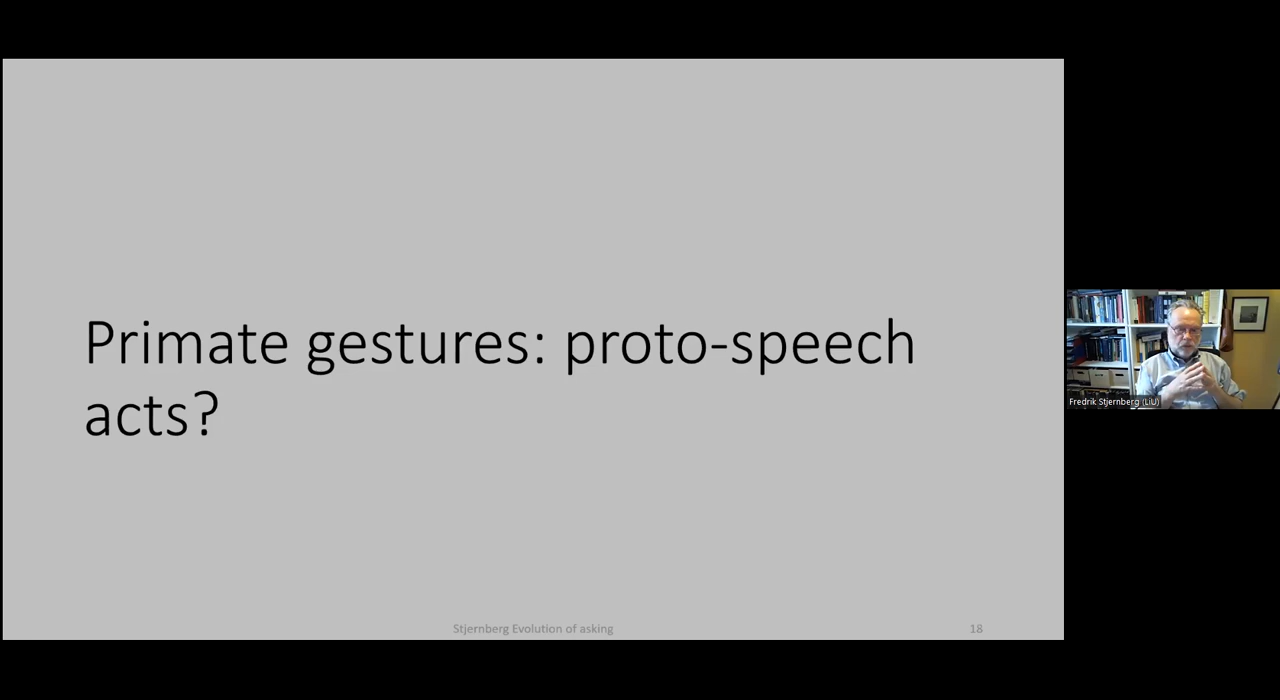 Primate gestures: proto-speech
acts?
Fredrik Stjernberg (LiU)
Stjernberg Evolution of asking
18